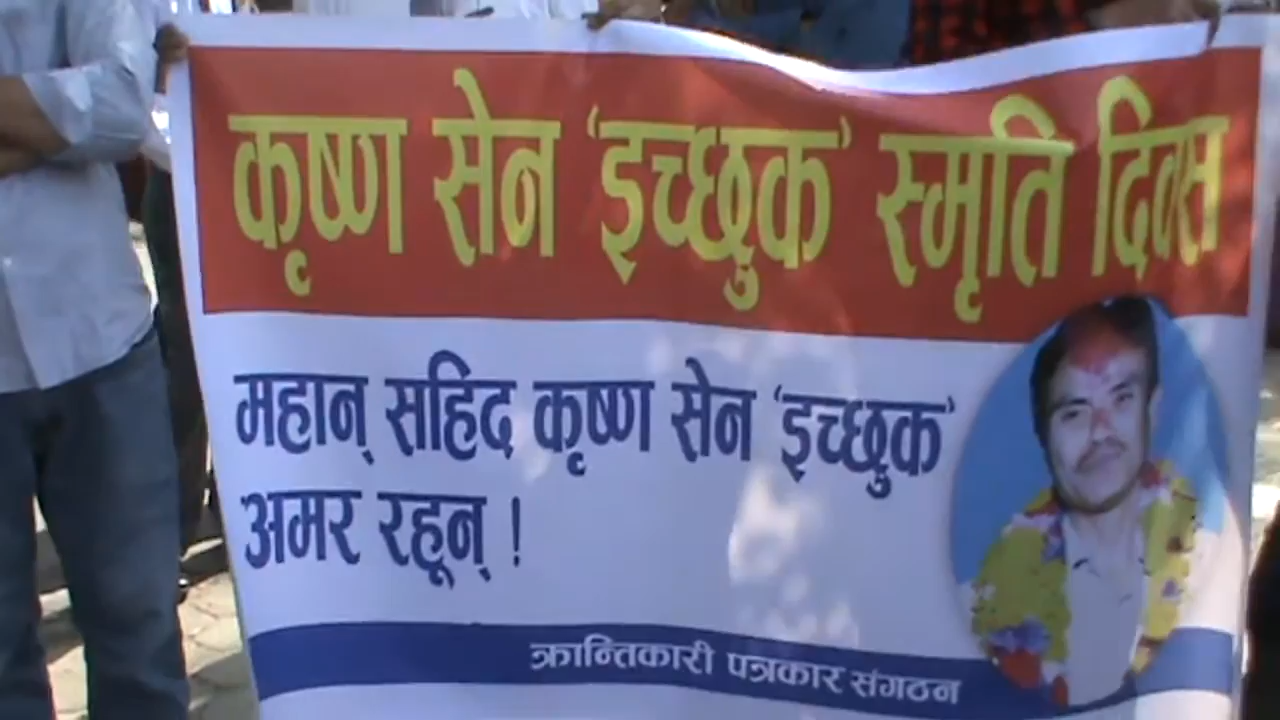 कृष्ण सेन ‘इच्छुक’ स्मृति दिवस
महान् सहिद कृष्ण सेन ‘इच्छुक’
अमर रहून् !
क्रान्तिकारी पत्रकार संगठन